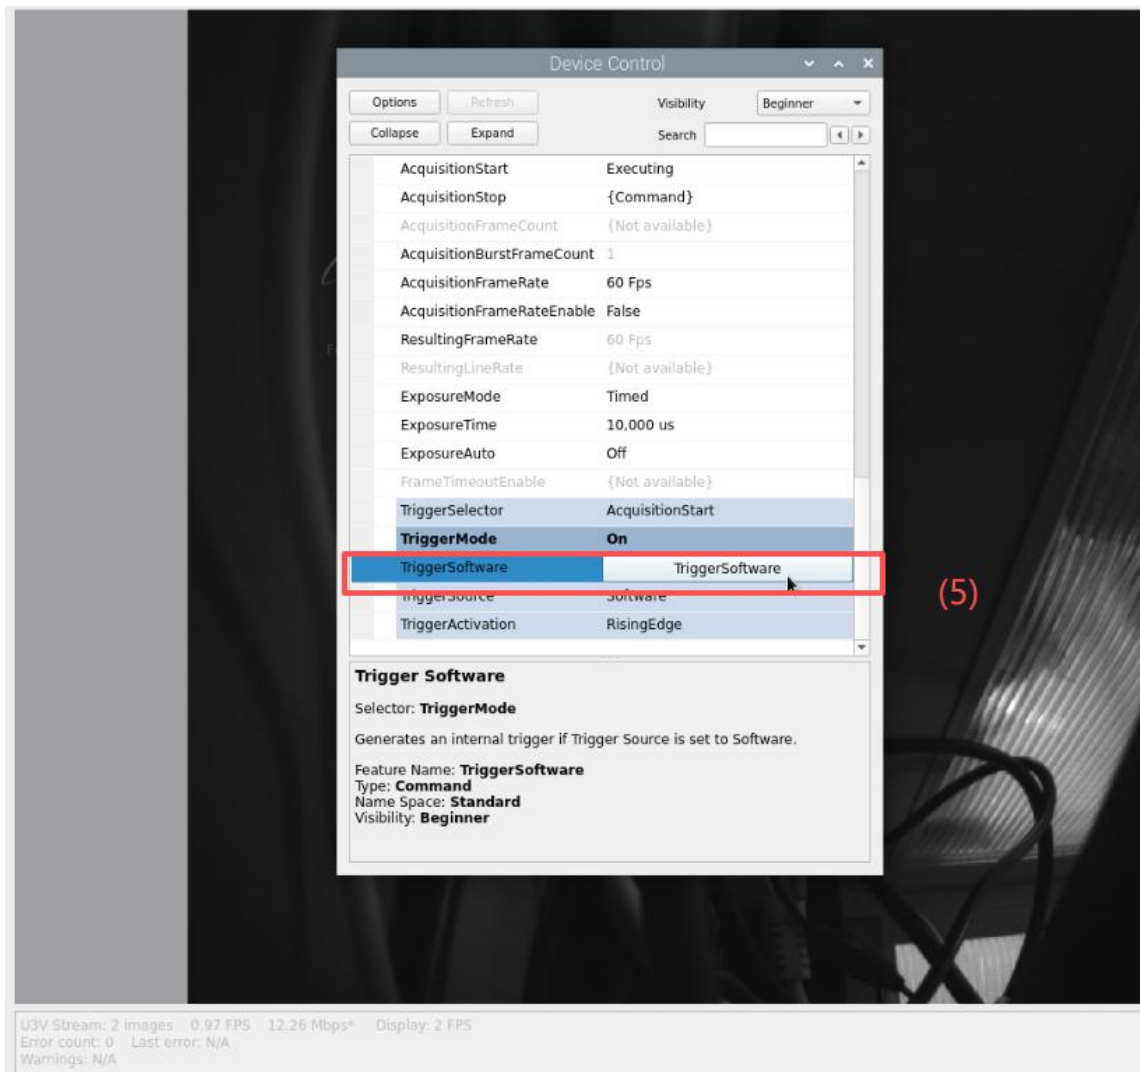 Device Control
Options Refresh Visibility Beginner
Collapse Expand Search
AcquisitionStart Executing
AcquisitionStop {Command}
AcquisitionFrameCount {Not available}
AcquisitionBurstFrameCount 1
AcquisitionFrameRate 60 Fps
AcquisitionFrameRateEnable False
ResultingFrameRate 60 Fps
ResultingLineRate {Not available}
ExposureMode Timed
ExposureTime 10,000 us
ExposureAuto Off
FrameTimeoutEnable {Not available}
TriggerSelector AcquisitionStart
TriggerMode On
TriggerSoftware TriggerSoftware
(5)
TriggerSource Software
TriggerActivation RisingEdge
Trigger Software
Selector: TriggerMode
Generates an internal trigger if Trigger Source is set to Software.
Feature Name: TriggerSoftware
Type: Command
Name Space: Standard
Visibility: Beginner
U3V Stream: 2 images 0.97 FPS 12.26 Mbps* Display: 2 FPS
Error count: 0 Last error: N/A
Warnings: N/A